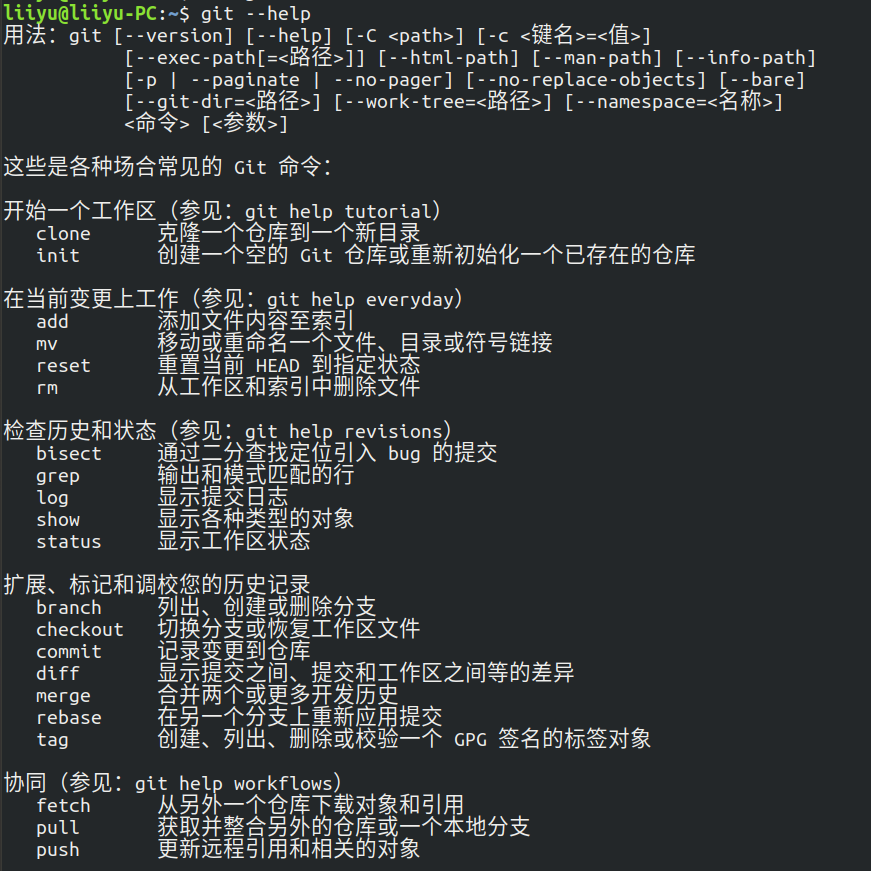 liiyu@liiyu-PC:~$ git --help
用法：git [--version] [--help] [-C <path>] [-c <键名>=<值>]
           [--exec-path[=<路径>]] [--html-path] [--man-path] [--info-path]
           [-p | --paginate | --no-pager] [--no-replace-objects] [--bare]
           [--git-dir=<路径>] [--work-tree=<路径>] [--namespace=<名称>]
           <命令> [<参数>]
这些是各种场合常见的 Git 命令：
开始一个工作区（参见：git help tutorial）
   clone      克隆一个仓库到一个新目录
   init       创建一个空的 Git 仓库或重新初始化一个已存在的仓库
在当前变更上工作（参见：git help everyday）
   add        添加文件内容至索引
   mv         移动或重命名一个文件、目录或符号链接
   reset      重置当前 HEAD 到指定状态
   rm         从工作区和索引中删除文件
检查历史和状态（参见：git help revisions）
   bisect     通过二分查找定位引入 bug 的提交
   grep       输出和模式匹配的行
   log        显示提交日志
   show       显示各种类型的对象
   status     显示工作区状态
扩展、标记和调校您的历史记录
   branch     列出、创建或删除分支
   checkout   切换分支或恢复工作区文件
   commit     记录变更到仓库
   diff       显示提交之间、提交和工作区之间等的差异
   merge      合并两个或更多开发历史
   rebase     在另一个分支上重新应用提交
   tag        创建、列出、删除或校验一个 GPG 签名的标签对象
协同（参见：git help workflows）
   fetch      从另外一个仓库下载对象和引用
   pull       获取并整合另外的仓库或一个本地分支
   push       更新远程引用和相关的对象